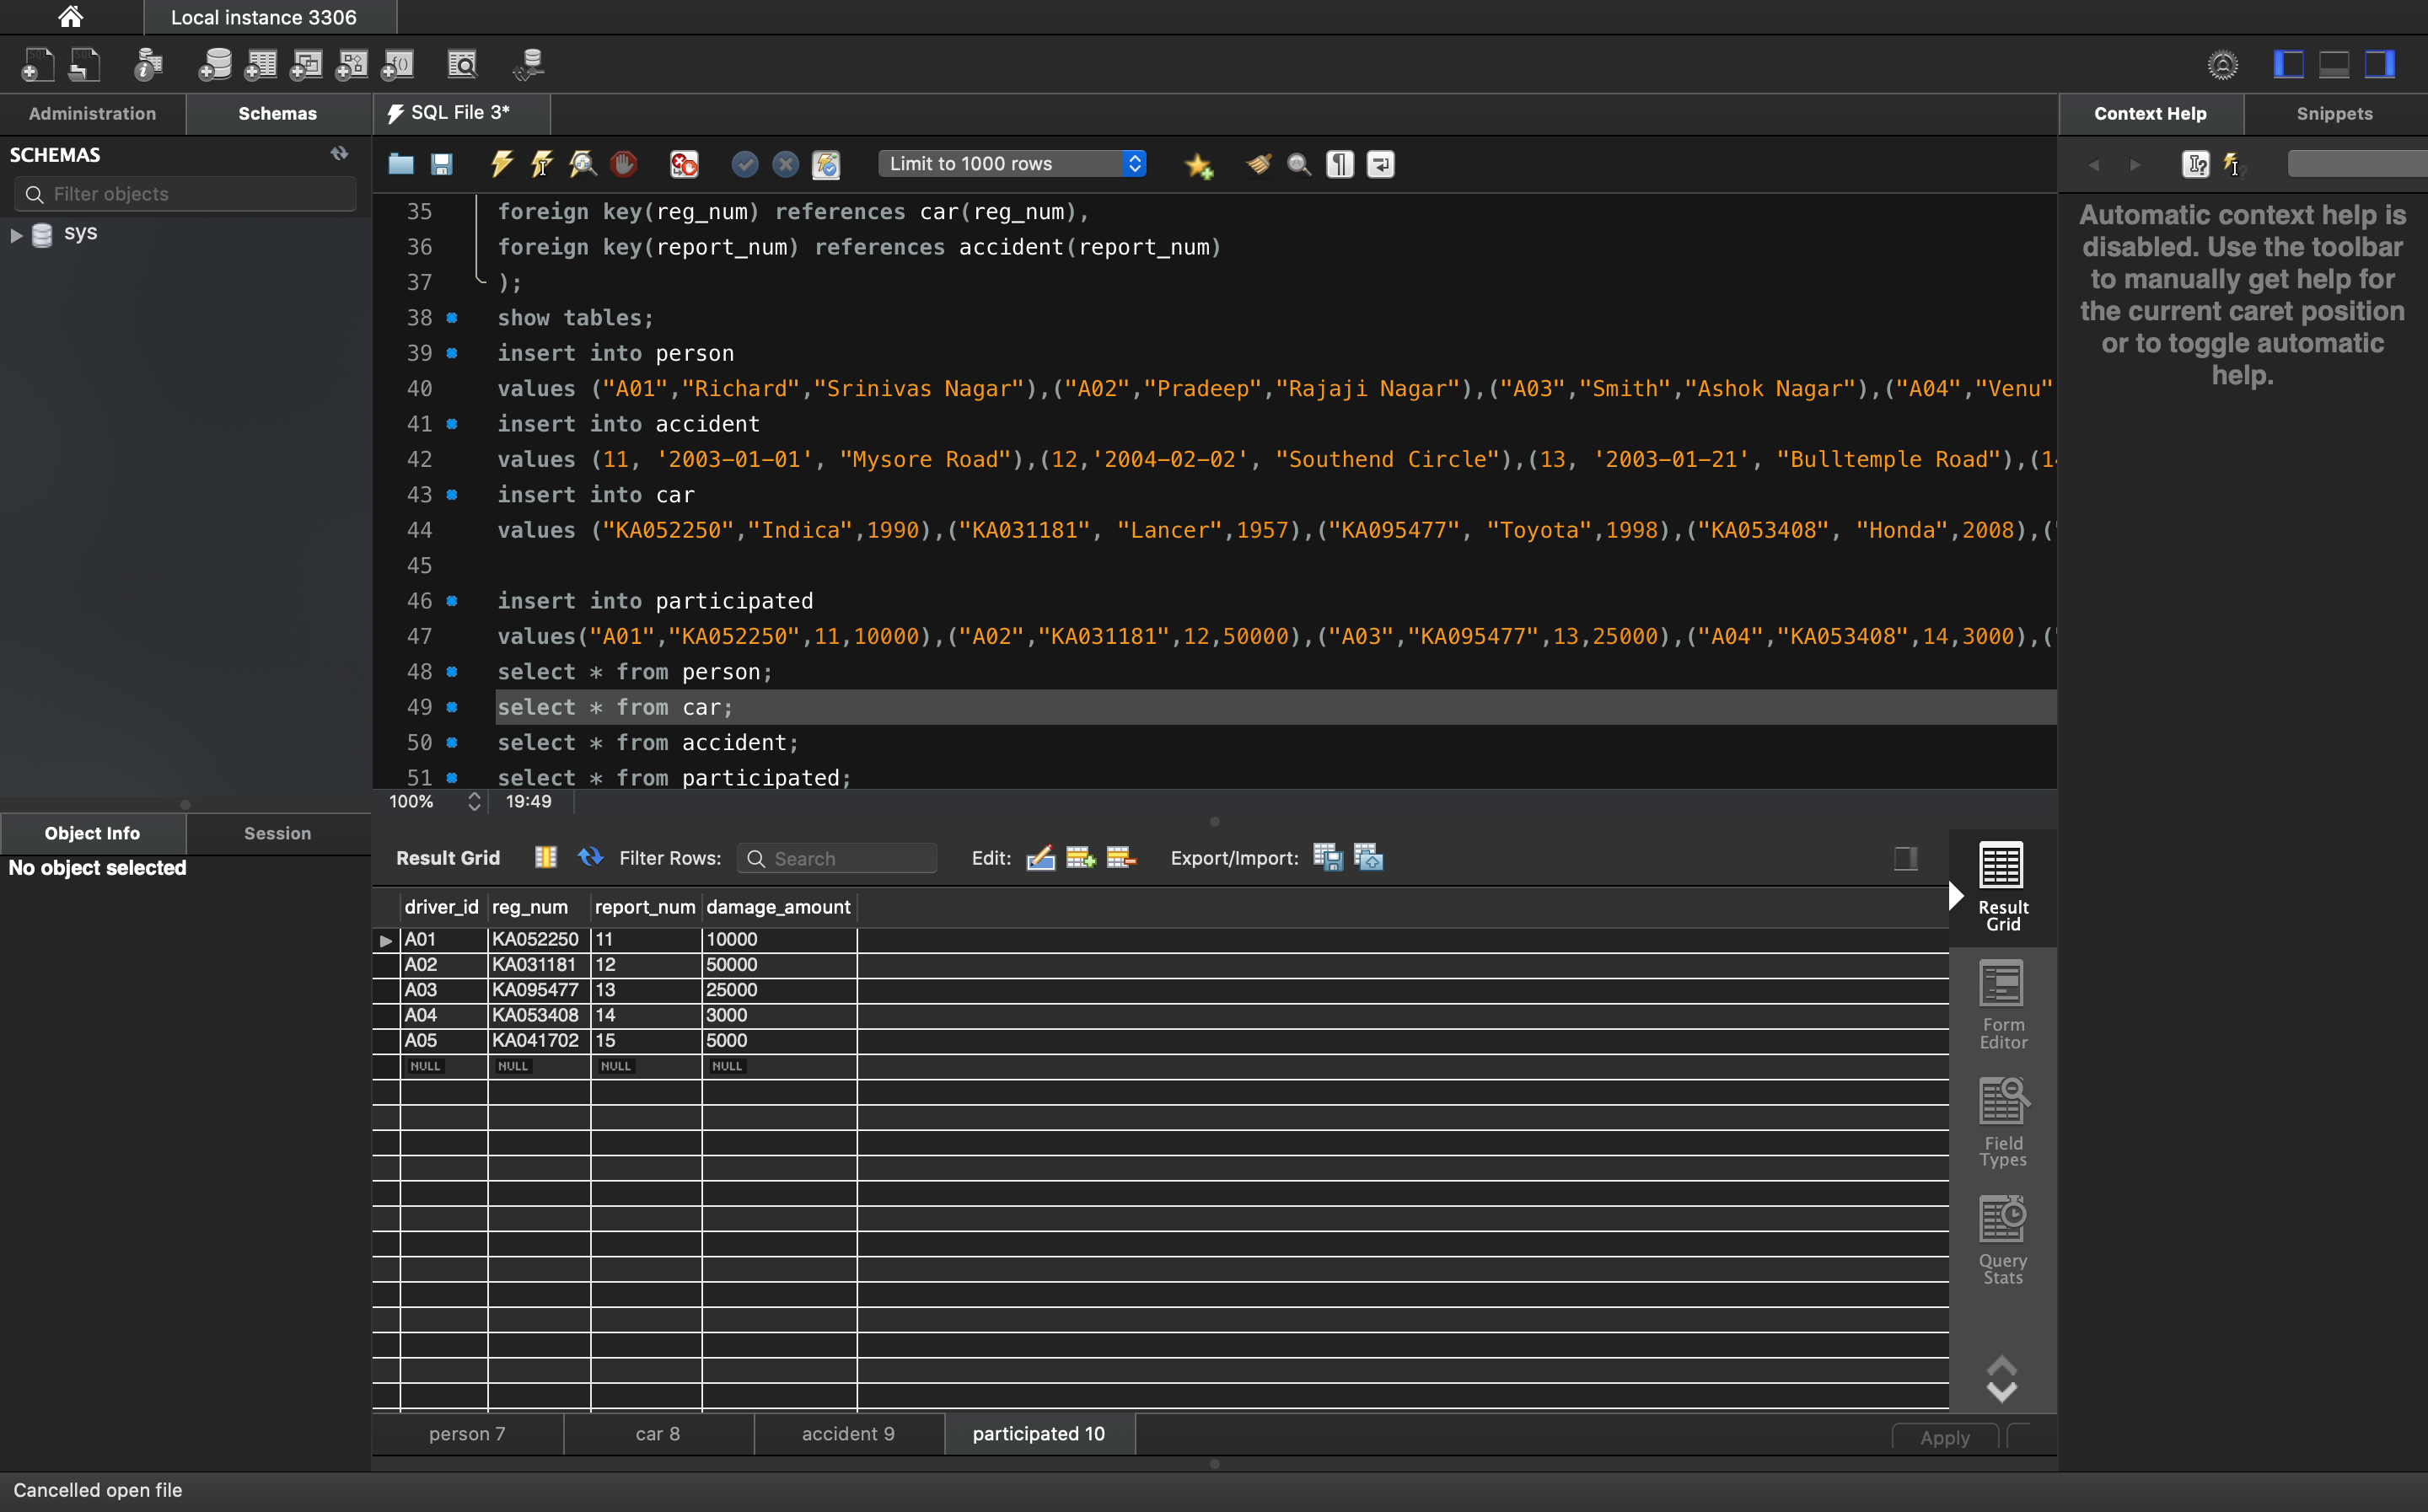 Local instance 3306
Administration
Schemas
SQL File 3*
Context Help
Snippets
SCHEMAS
Filter objects
sys
Limit to 1000 rows
35 foreign key(reg_num) references car(reg_num),
36 foreign key(report_num) references accident(report_num)
37 );
38 show tables;
39 insert into person
40 values ("A01","Richard","Srinivas Nagar"),("A02","Pradeep","Rajaji Nagar"),("A03","Smith","Ashok Nagar"),("A04","Venu"
41 insert into accident
42 values (11, '2003-01-01', "Mysore Road"),(12,'2004-02-02', "Southend Circle"),(13, '2003-01-21', "Bulltemple Road"),(1
43 insert into car
44 values ("KA052250","Indica",1990),("KA031181", "Lancer",1957),("KA095477", "Toyota",1998),("KA053408", "Honda",2008),("
45
46 insert into participated
47 values("A01","KA052250",11,10000),("A02","KA031181",12,50000),("A03","KA095477",13,25000),("A04","KA053408",14,3000),("
48 select * from person;
49 select * from car;
50 select * from accident;
51 select * from participated;
Automatic context help is
disabled. Use the toolbar
to manually get help for
the current caret position
or to toggle automatic
help.
100% 19:49
Object Info
Session
No object selected
Result Grid Filter Rows: Search Edit: Export/Import:
driver_id reg_num report_num damage_amount
A01 KA052250 11 10000
A02 KA031181 12 50000
A03 KA095477 13 25000
A04 KA053408 14 3000
A05 KA041702 15 5000
NULL NULL NULL NULL
Result
Grid
Form
Editor
Field
Types
Query
Stats
person 7
car 8
accident 9
participated 10
Apply
Cancelled open file